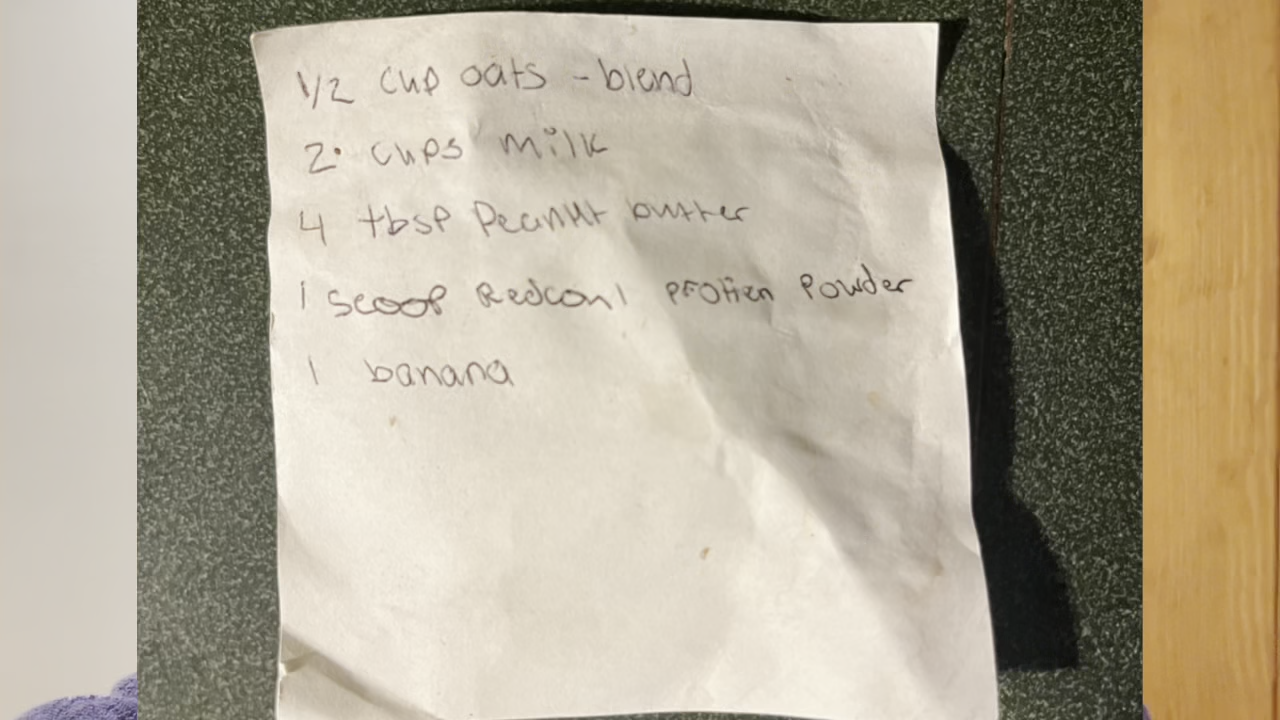 1/2 cup oats - blend
2 cups milk
4 tbsp Peanut butter
1 scoop Redcon1 protien Powder
1 banana